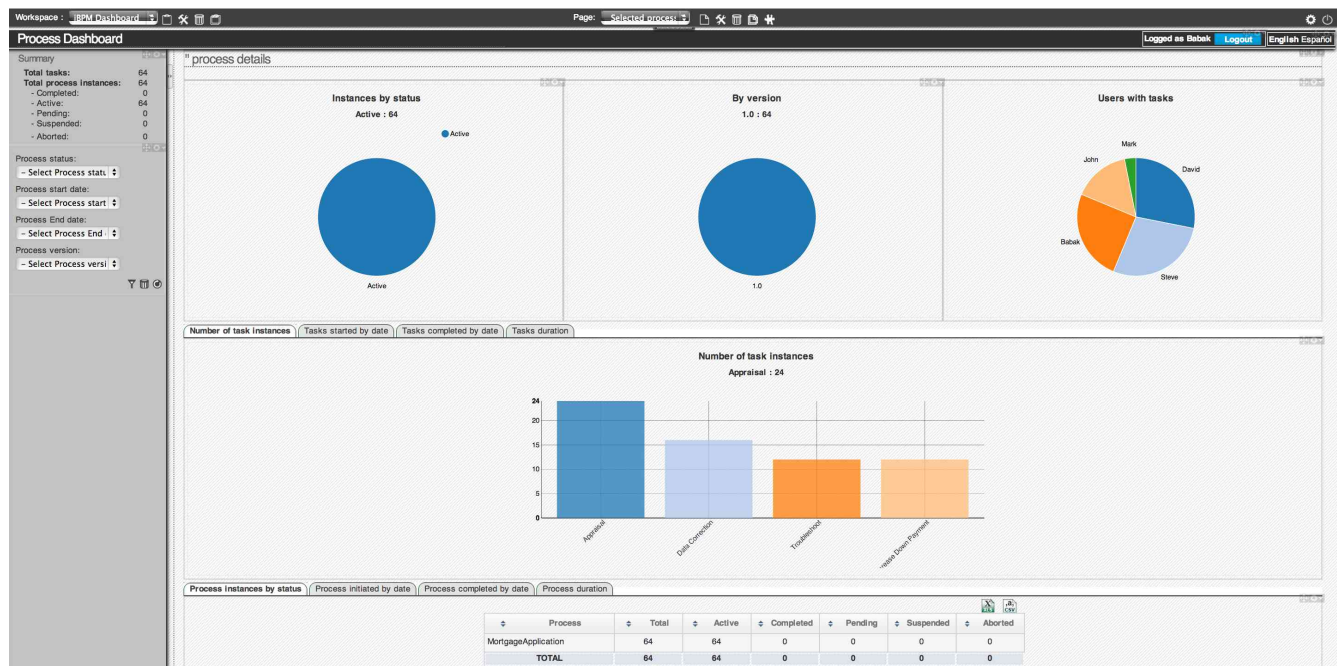 Workspace : jBPM Dashboard
Page: Selected process
Process Dashboard
Logged as Babak Logout English Español
Summary
Total tasks: 64
Total process instances: 64
- Completed: 0
- Active: 64
- Pending: 0
- Suspended: 0
- Aborted: 0
Process status:
- Select Process statu
Process start date:
- Select Process start
Process End date:
- Select Process End
Process version:
- Select Process versi
" process details
Instances by status
Active : 64
Active
Active
By version
1.0 : 64
1.0
Users with tasks
Mark
John
David
Babak
Steve
Number of task instances Tasks started by date Tasks completed by date Tasks duration
Number of task instances
Appraisal : 24
24
20
15
10
5
0
Appraisal
Data Correction
Troubleshoot
rease Down Payment
Process instances by status Process initiated by date Process completed by date Process duration
XLS CSV
Process Total Active Completed Pending Suspended Aborted
MortgageApplication 64 64 0 0 0 0
TOTAL 64 64 0 0 0 0